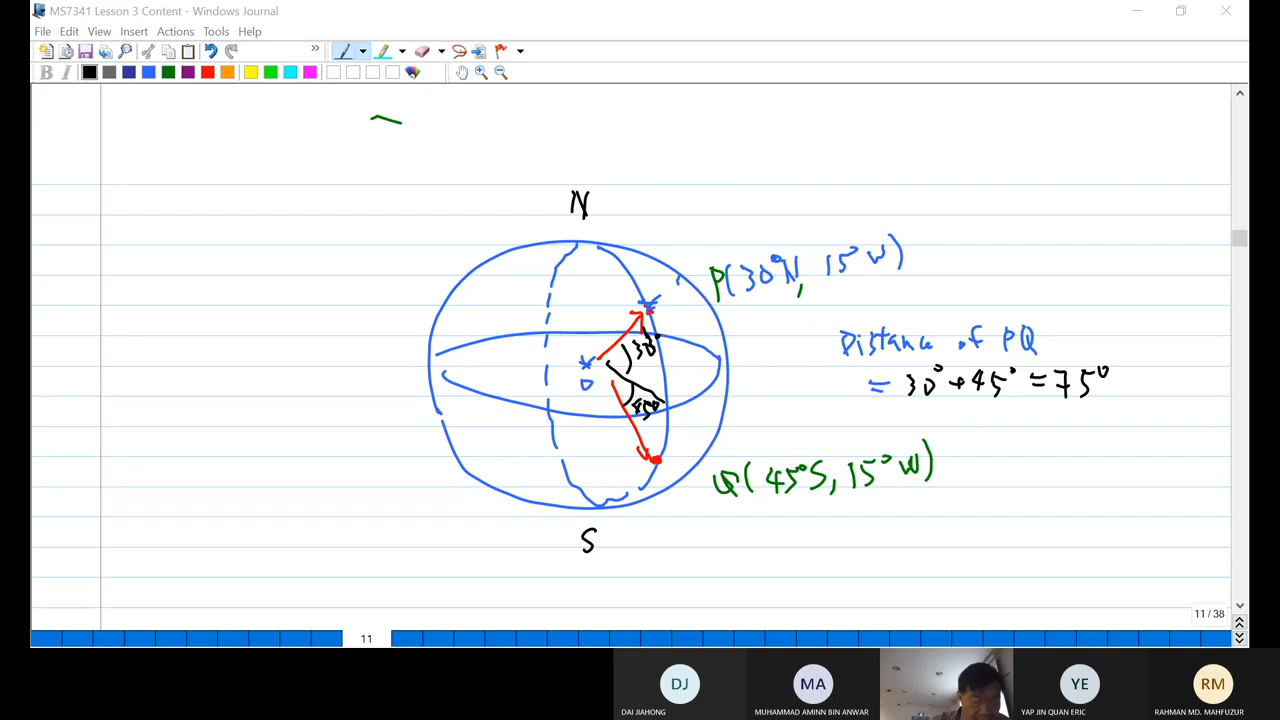 MS7341 Lesson 3 Content - Windows Journal
File Edit View Insert Actions Tools Help
B I
N
P(30°N, 15°W)
30°
O
45°
Distance of PQ
= 30° + 45° = 75°
Q(45°S, 15°W)
S
11 / 38
11
DJ MA YE RM
DAI JIAHONG MUHAMMAD AMINN BIN ANWAR YAP JIN QUAN ERIC RAHMAN MD. MAHFUZUR